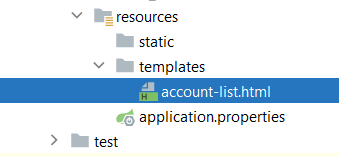 resources
static
templates
account-list.html
application.properties
test